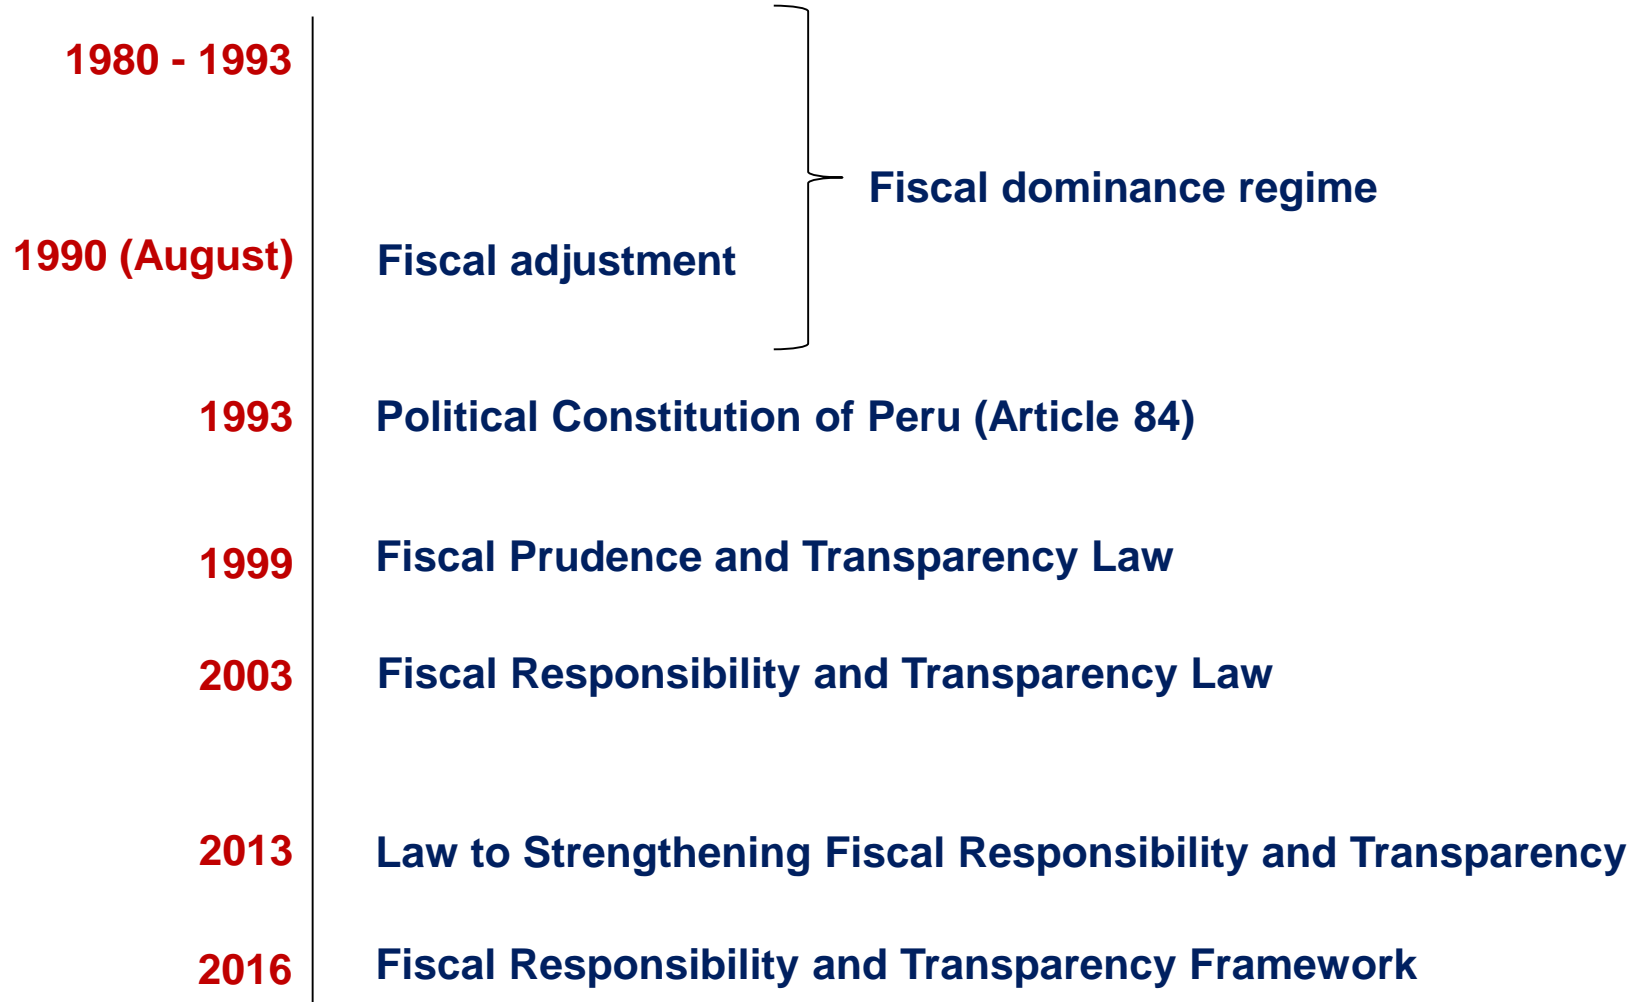 1980 - 1993
Fiscal dominance regime
1990 (August)
Fiscal adjustment
1993
Political Constitution of Peru (Article 84)
1999
Fiscal Prudence and Transparency Law
2003
Fiscal Responsibility and Transparency Law
2013
Law to Strengthening Fiscal Responsibility and Transparency
2016
Fiscal Responsibility and Transparency Framework